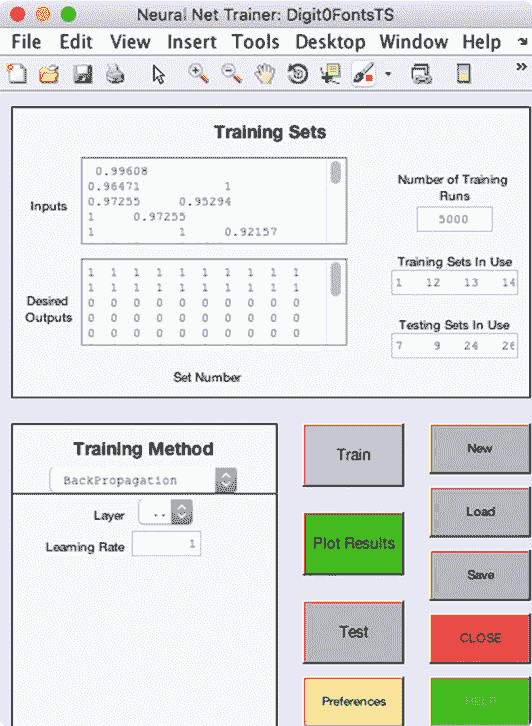 Neural Net Trainer: Digit0FontsTS
File Edit View Insert Tools Desktop Window Help
Training Sets
Inputs
0.99608
0.96471 1
0.97255 0.95294
1 0.97255
1 1 0.92157
Number of Training
Runs
5000
Training Sets In Use
1 12 13 14
Desired
Outputs
1 1 1 1 1 1 1 1 1 1
1 1 1 1 1 1 1 1 1 1
0 0 0 0 0 0 0 0 0 0
0 0 0 0 0 0 0 0 0 0
0 0 0 0 0 0 0 0 0 0
Testing Sets In Use
7 9 24 26
Set Number
Training Method
BackPropagation
Layer ..
Learning Rate 1
Train
Plot Results
Test
Preferences
New
Load
Save
CLOSE
HELP